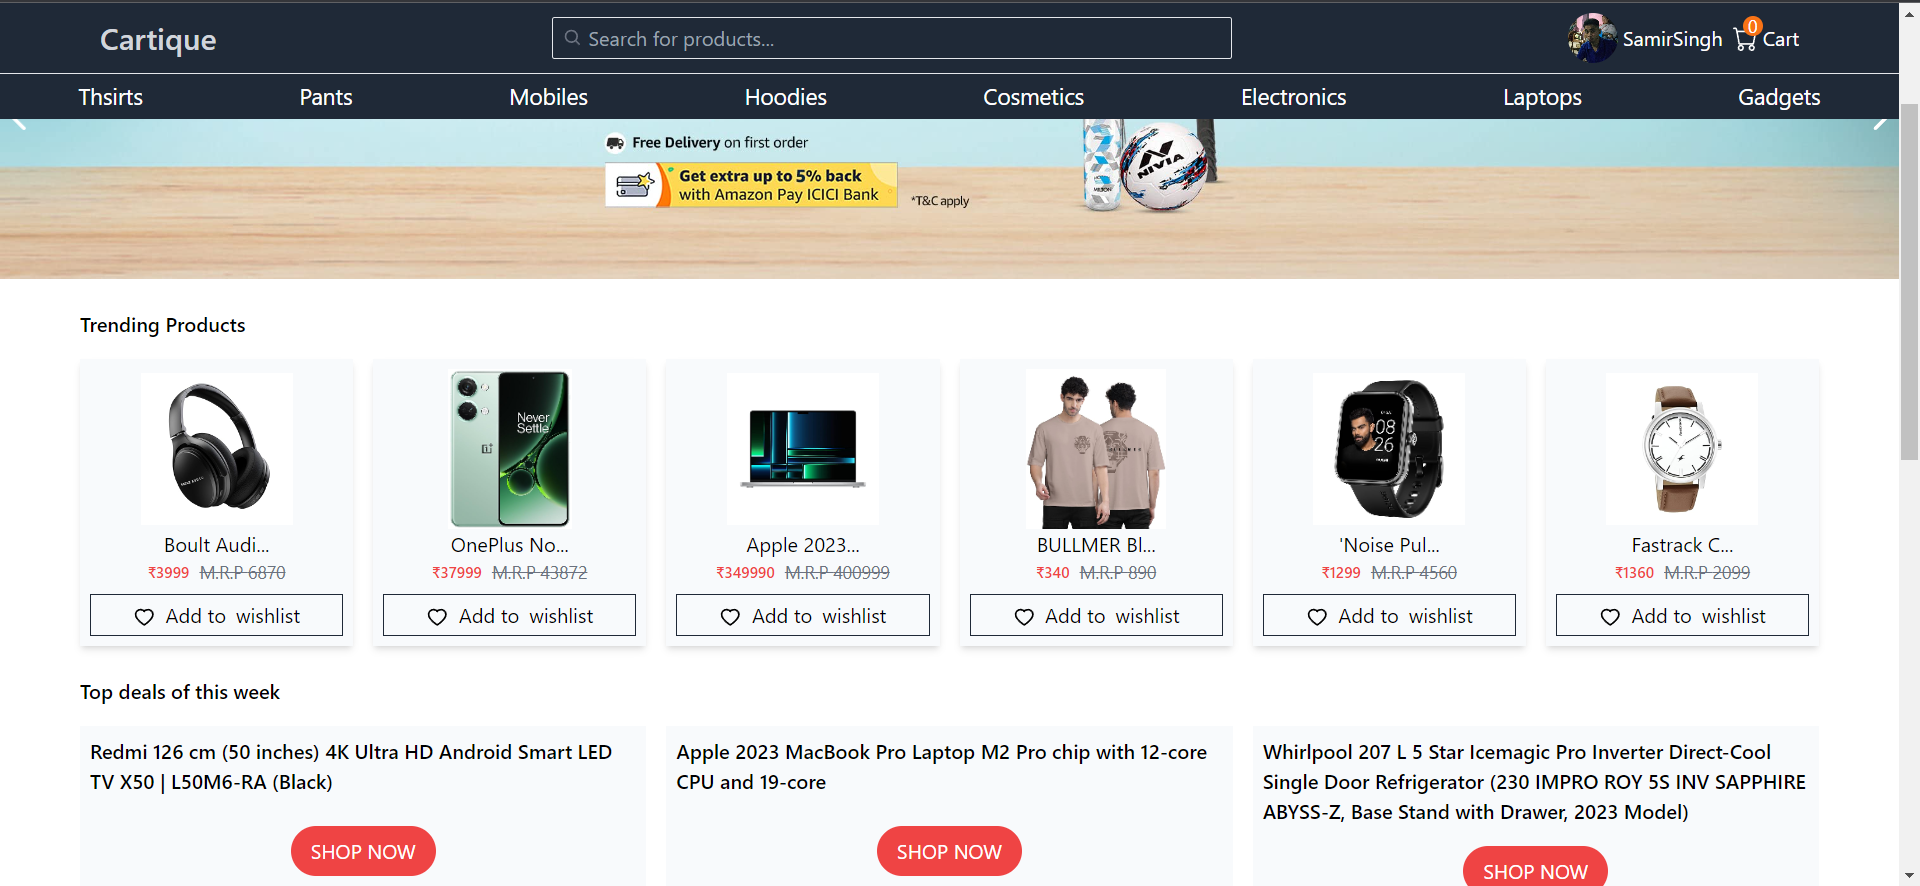 Cartique
Search for products...
SamirSingh
0
Cart
Thsirts Pants Mobiles Hoodies Cosmetics Electronics Laptops Gadgets
Free Delivery on first order
Get extra up to 5% back
with Amazon Pay ICICI Bank
*T&C apply
NIVIA
Trending Products
Never
Settle
08
26
Boult Audi...
₹3999 M.R.P 6870
Add to wishlist
OnePlus No...
₹37999 M.R.P 43872
Add to wishlist
Apple 2023...
₹349990 M.R.P 400999
Add to wishlist
BULLMER Bl...
₹340 M.R.P 890
Add to wishlist
'Noise Pul...
₹1299 M.R.P 4560
Add to wishlist
Fastrack C...
₹1360 M.R.P 2099
Add to wishlist
Top deals of this week
Redmi 126 cm (50 inches) 4K Ultra HD Android Smart LED
TV X50 | L50M6-RA (Black)
SHOP NOW
Apple 2023 MacBook Pro Laptop M2 Pro chip with 12-core
CPU and 19-core
SHOP NOW
Whirlpool 207 L 5 Star Icemagic Pro Inverter Direct-Cool
Single Door Refrigerator (230 IMPRO ROY 5S INV SAPPHIRE
ABYSS-Z, Base Stand with Drawer, 2023 Model)
SHOP NOW